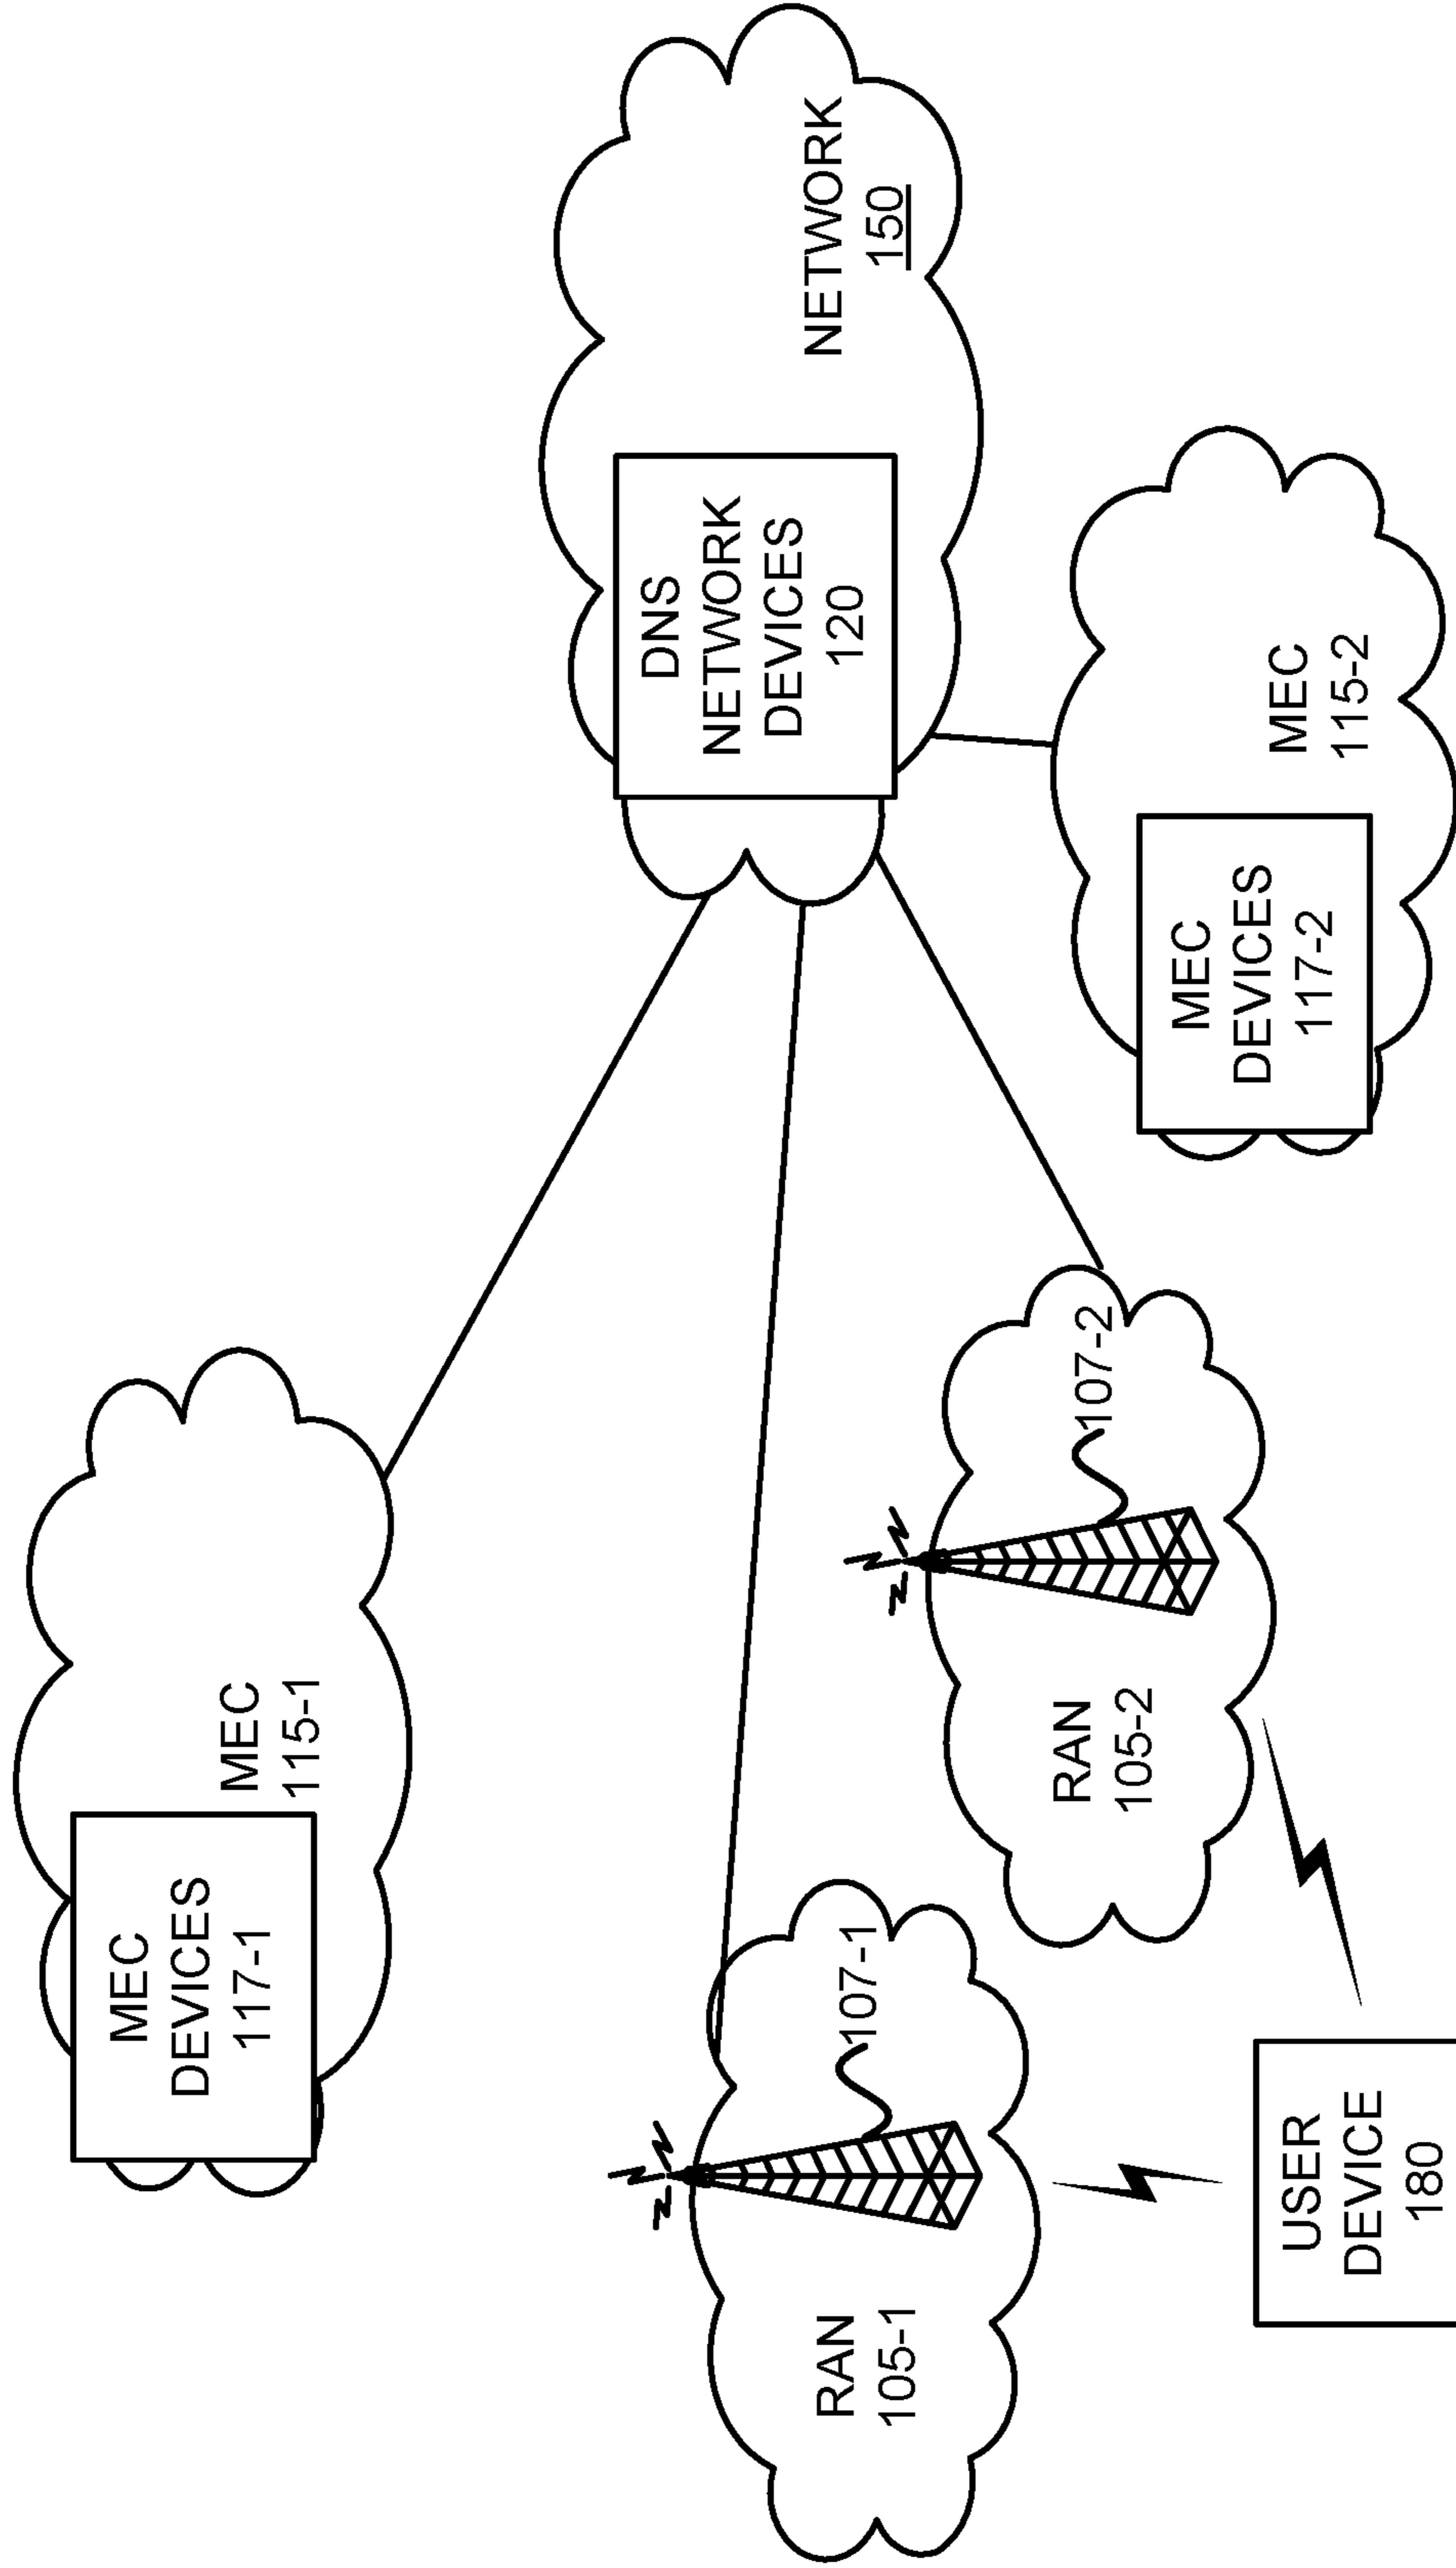 MEC
DEVICES
117-1
MEC
115-1
DNS
NETWORK
DEVICES
120
NETWORK
150
RAN
105-1
107-1
RAN
105-2
107-2
MEC
DEVICES
117-2
MEC
115-2
USER
DEVICE
180